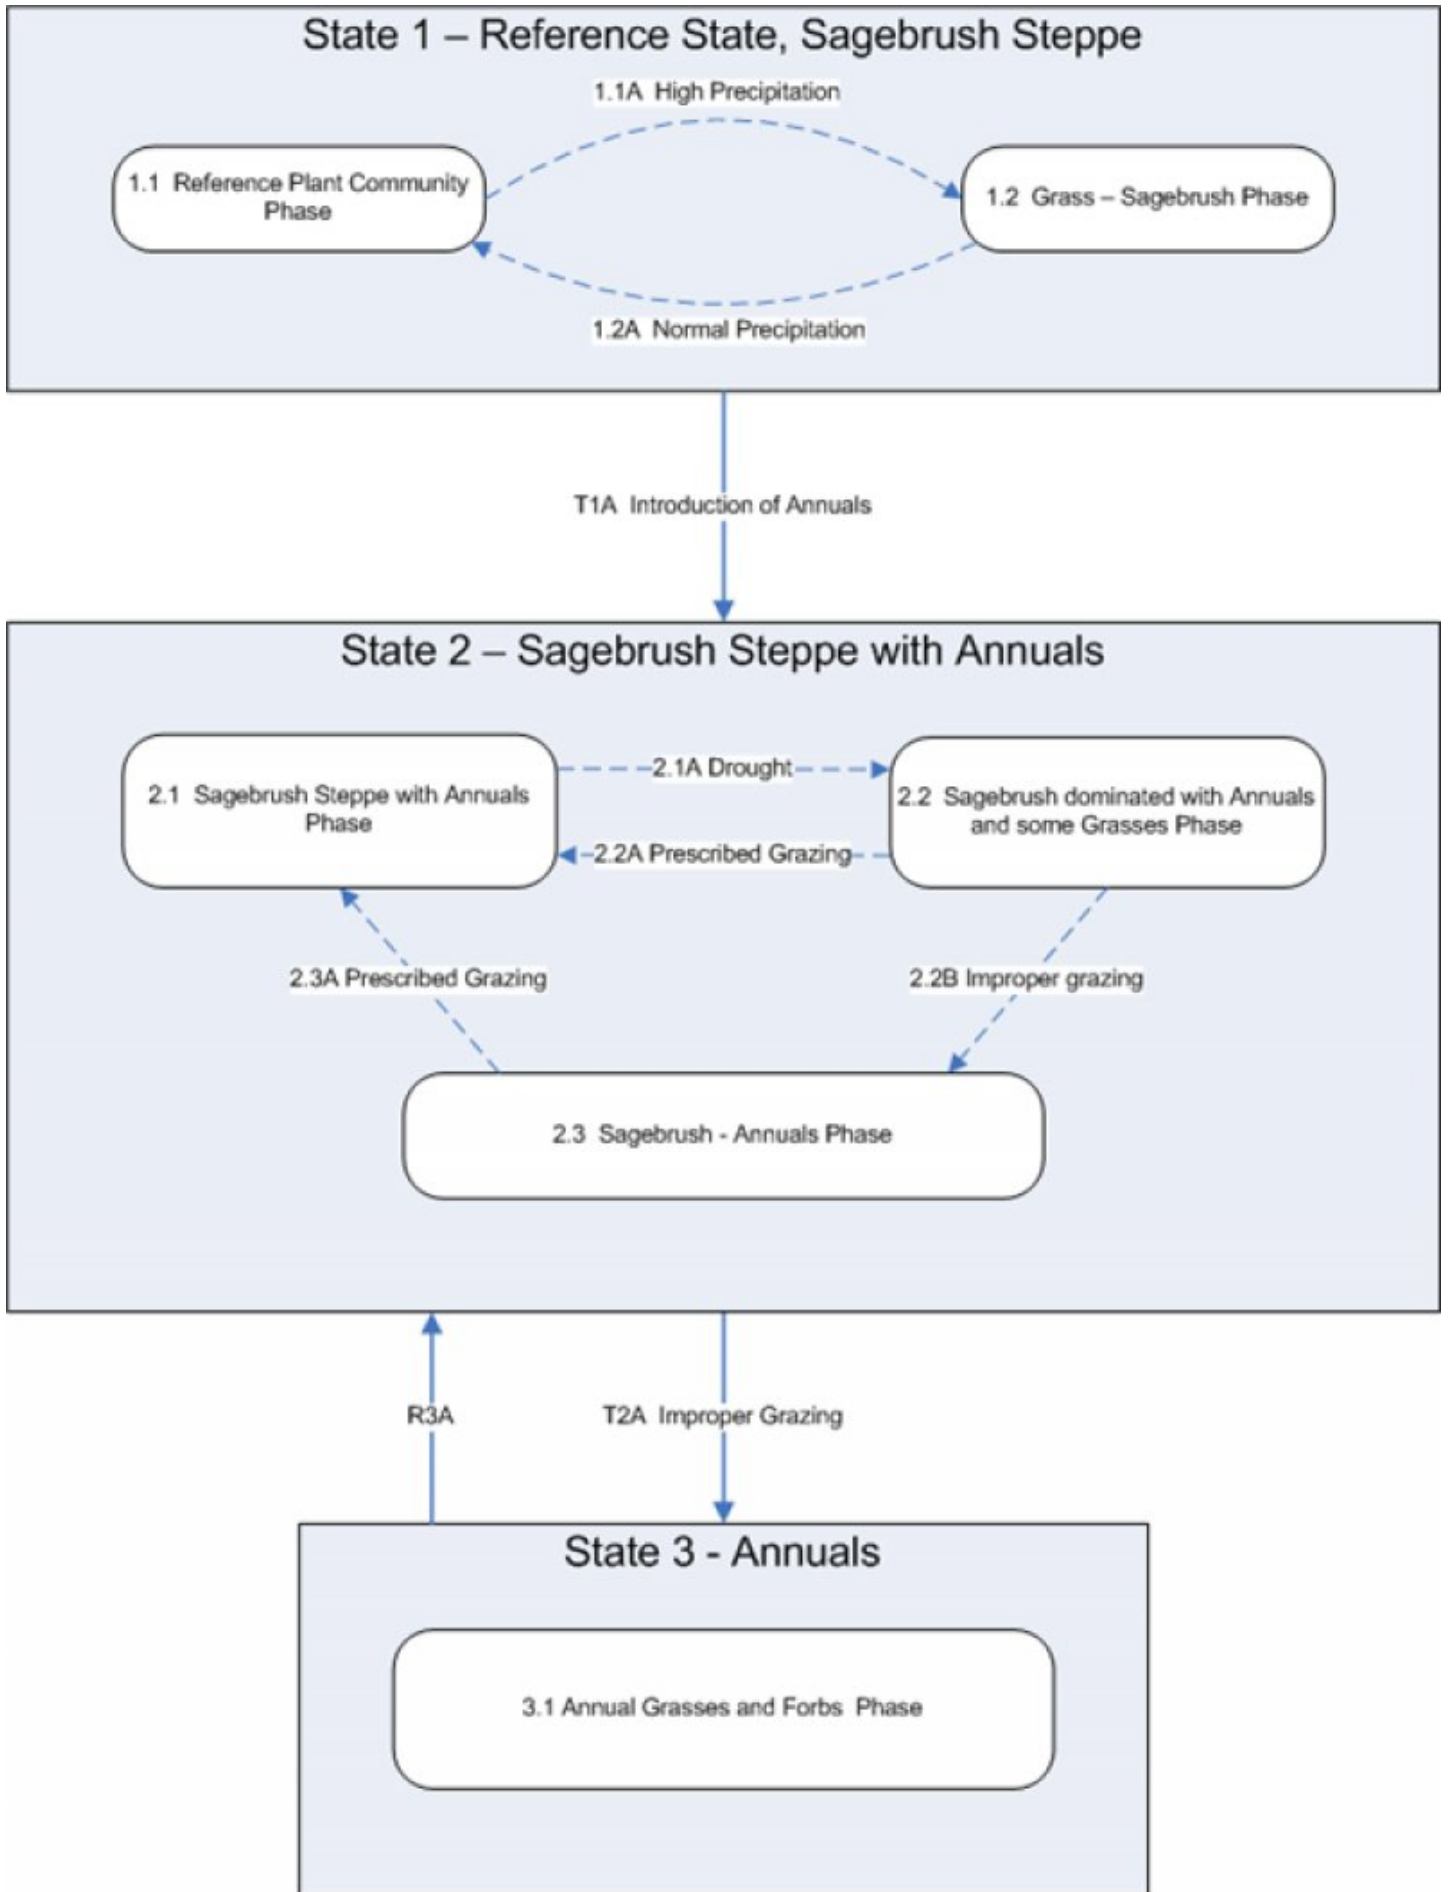 State 1 – Reference State, Sagebrush Steppe
1.1A High Precipitation
1.1 Reference Plant Community
Phase
1.2 Grass – Sagebrush Phase
1.2A Normal Precipitation
T1A Introduction of Annuals
State 2 – Sagebrush Steppe with Annuals
2.1 Sagebrush Steppe with Annuals
Phase
2.1A Drought
2.2A Prescribed Grazing
2.2 Sagebrush dominated with Annuals
and some Grasses Phase
2.3A Prescribed Grazing
2.2B Improper grazing
2.3 Sagebrush - Annuals Phase
R3A
T2A Improper Grazing
State 3 - Annuals
3.1 Annual Grasses and Forbs Phase